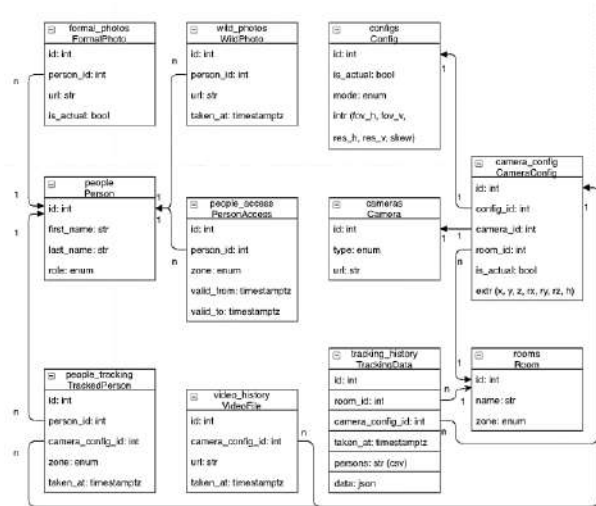 formal_photos
FormalPhoto
id: int
person_id: int
url: str
is_actual: bool
wild_photos
WildPhoto
id: int
person_id: int
url: str
taken_at: timestamptz
configs
Config
id: int
is_actual: bool
mode: enum
intr (fov_h, fov_v,
res_h, res_v, skew)
n
n
1
people
Person
id: int
first_name: str
last_name: str
role: enum
1
1
1
1
people_access
PersonAccess
id: int
person_id: int
zone: enum
valid_from: timestamptz
valid_to: timestamptz
n
cameras
Camera
id: int
type: enum
url: str
camera_config
CameraConfig
id: int
config_id: int
camera_id: int
room_id: int
is_actual: bool
extr (x, y, z, rx, ry, rz, h)
1
1
1
1
n
1
people_tracking
TrackedPerson
id: int
person_id: int
camera_config_id: int
zone: enum
taken_at: timestamptz
n
n
video_history
VideoFile
id: int
camera_config_id: int
url: str
taken_at: timestamptz
n
tracking_history
TrackingData
id: int
room_id: int
camera_config_id: int
taken_at: timestamptz
persons: str (csv)
data: json
n
n
1
1
rooms
Room
id: int
name: str
zone: enum